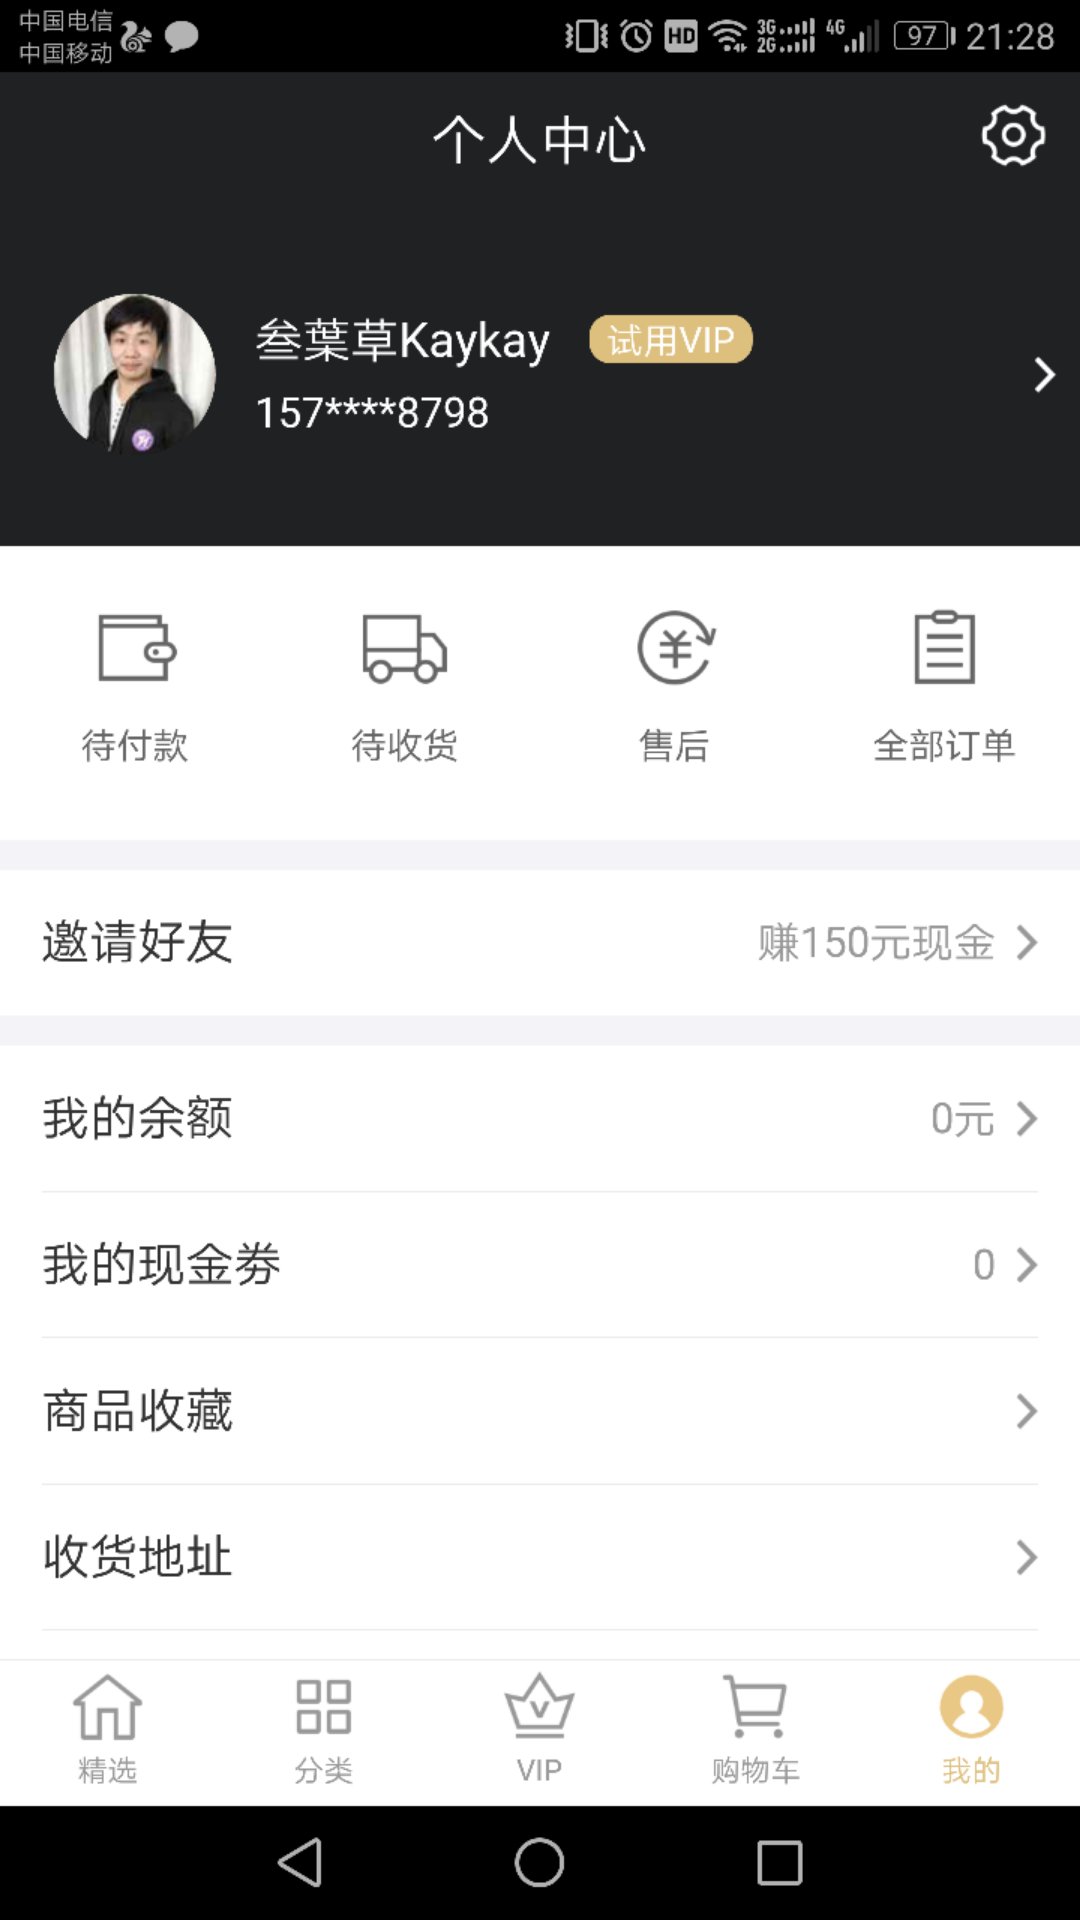 中国电信
中国移动
HD 3G 2G 4G 97 21:28
个人中心
叁葉草Kaykay 试用VIP
157****8798
待付款 待收货 售后 全部订单
邀请好友 赚150元现金
我的余额 0元
我的现金券 0
商品收藏
收货地址
精选 分类 VIP 购物车 我的